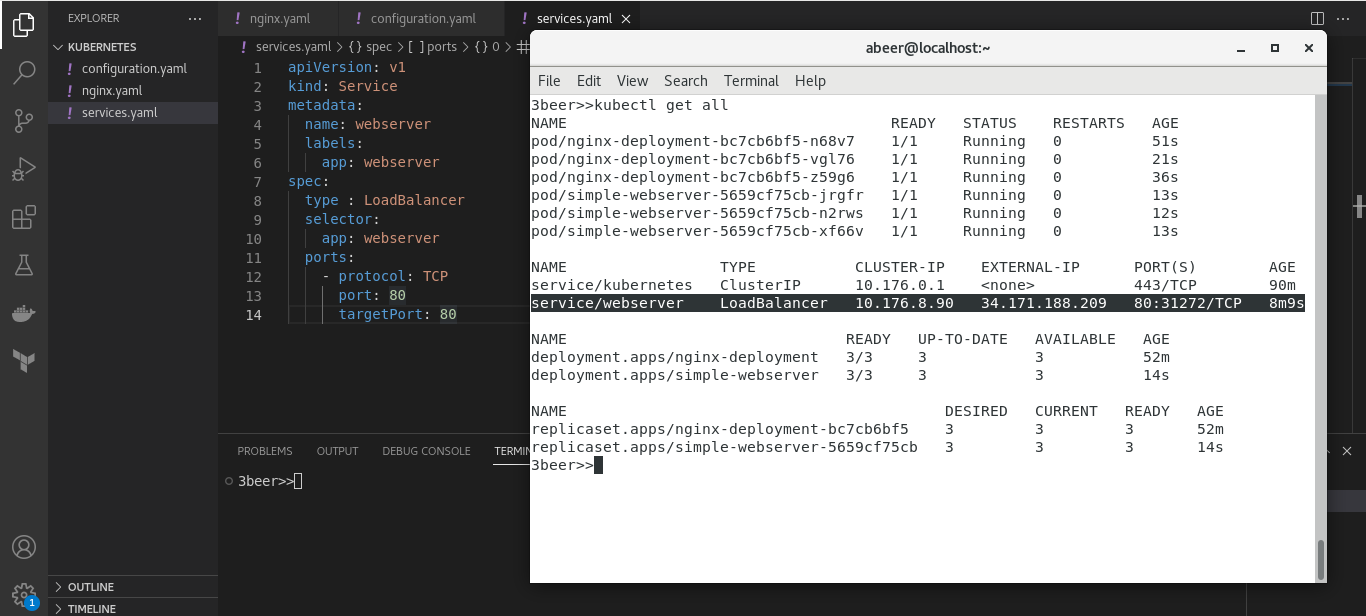 EXPLORER
KUBERNETES
configuration.yaml
nginx.yaml
services.yaml
OUTLINE
TIMELINE
1
! nginx.yaml ! configuration.yaml ! services.yaml ×
! services.yaml > { } spec > [ ] ports > { } 0 >
1 apiVersion: v1
2 kind: Service
3 metadata:
4 name: webserver
5 labels:
6 app: webserver
7 spec:
8 type : LoadBalancer
9 selector:
10 app: webserver
11 ports:
12 - protocol: TCP
13 port: 80
14 targetPort: 80
PROBLEMS OUTPUT DEBUG CONSOLE TERMIN
3beer>>
abeer@localhost:~
File Edit View Search Terminal Help
3beer>>kubectl get all
NAME READY STATUS RESTARTS AGE
pod/nginx-deployment-bc7cb6bf5-n68v7 1/1 Running 0 51s
pod/nginx-deployment-bc7cb6bf5-vgl76 1/1 Running 0 21s
pod/nginx-deployment-bc7cb6bf5-z59g6 1/1 Running 0 36s
pod/simple-webserver-5659cf75cb-jrgfr 1/1 Running 0 13s
pod/simple-webserver-5659cf75cb-n2rws 1/1 Running 0 12s
pod/simple-webserver-5659cf75cb-xf66v 1/1 Running 0 13s
NAME TYPE CLUSTER-IP EXTERNAL-IP PORT(S) AGE
service/kubernetes ClusterIP 10.176.0.1 <none> 443/TCP 90m
service/webserver LoadBalancer 10.176.8.90 34.171.188.209 80:31272/TCP 8m9s
NAME READY UP-TO-DATE AVAILABLE AGE
deployment.apps/nginx-deployment 3/3 3 3 52m
deployment.apps/simple-webserver 3/3 3 3 14s
NAME DESIRED CURRENT READY AGE
replicaset.apps/nginx-deployment-bc7cb6bf5 3 3 3 52m
replicaset.apps/simple-webserver-5659cf75cb 3 3 3 14s
3beer>>